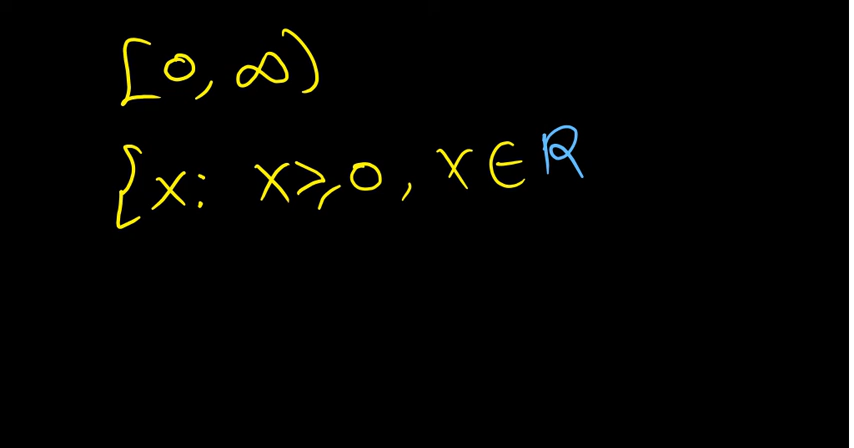 [0, ∞)
{x: x⩾0, x∈ℝ